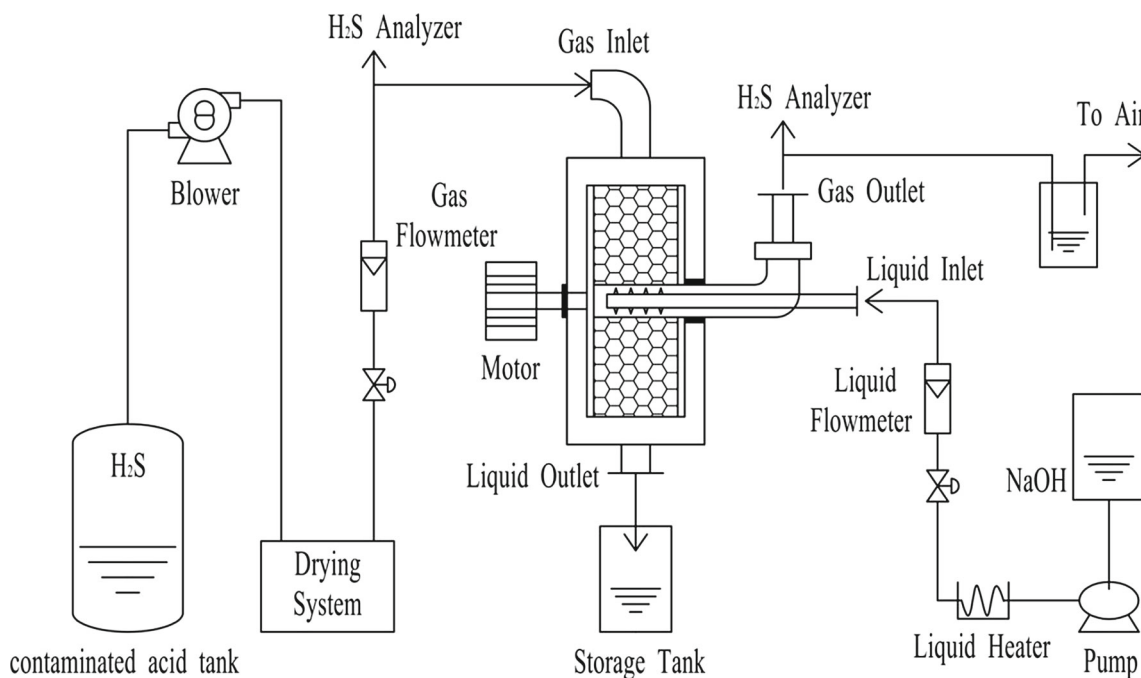 H₂S Analyzer
Gas Inlet
H₂S Analyzer
To Air
Blower
Gas
Flowmeter
Gas Outlet
Liquid Inlet
Motor
Liquid
Flowmeter
H₂S
Liquid Outlet
NaOH
Drying
System
Liquid Heater
contaminated acid tank
Storage Tank
Pump